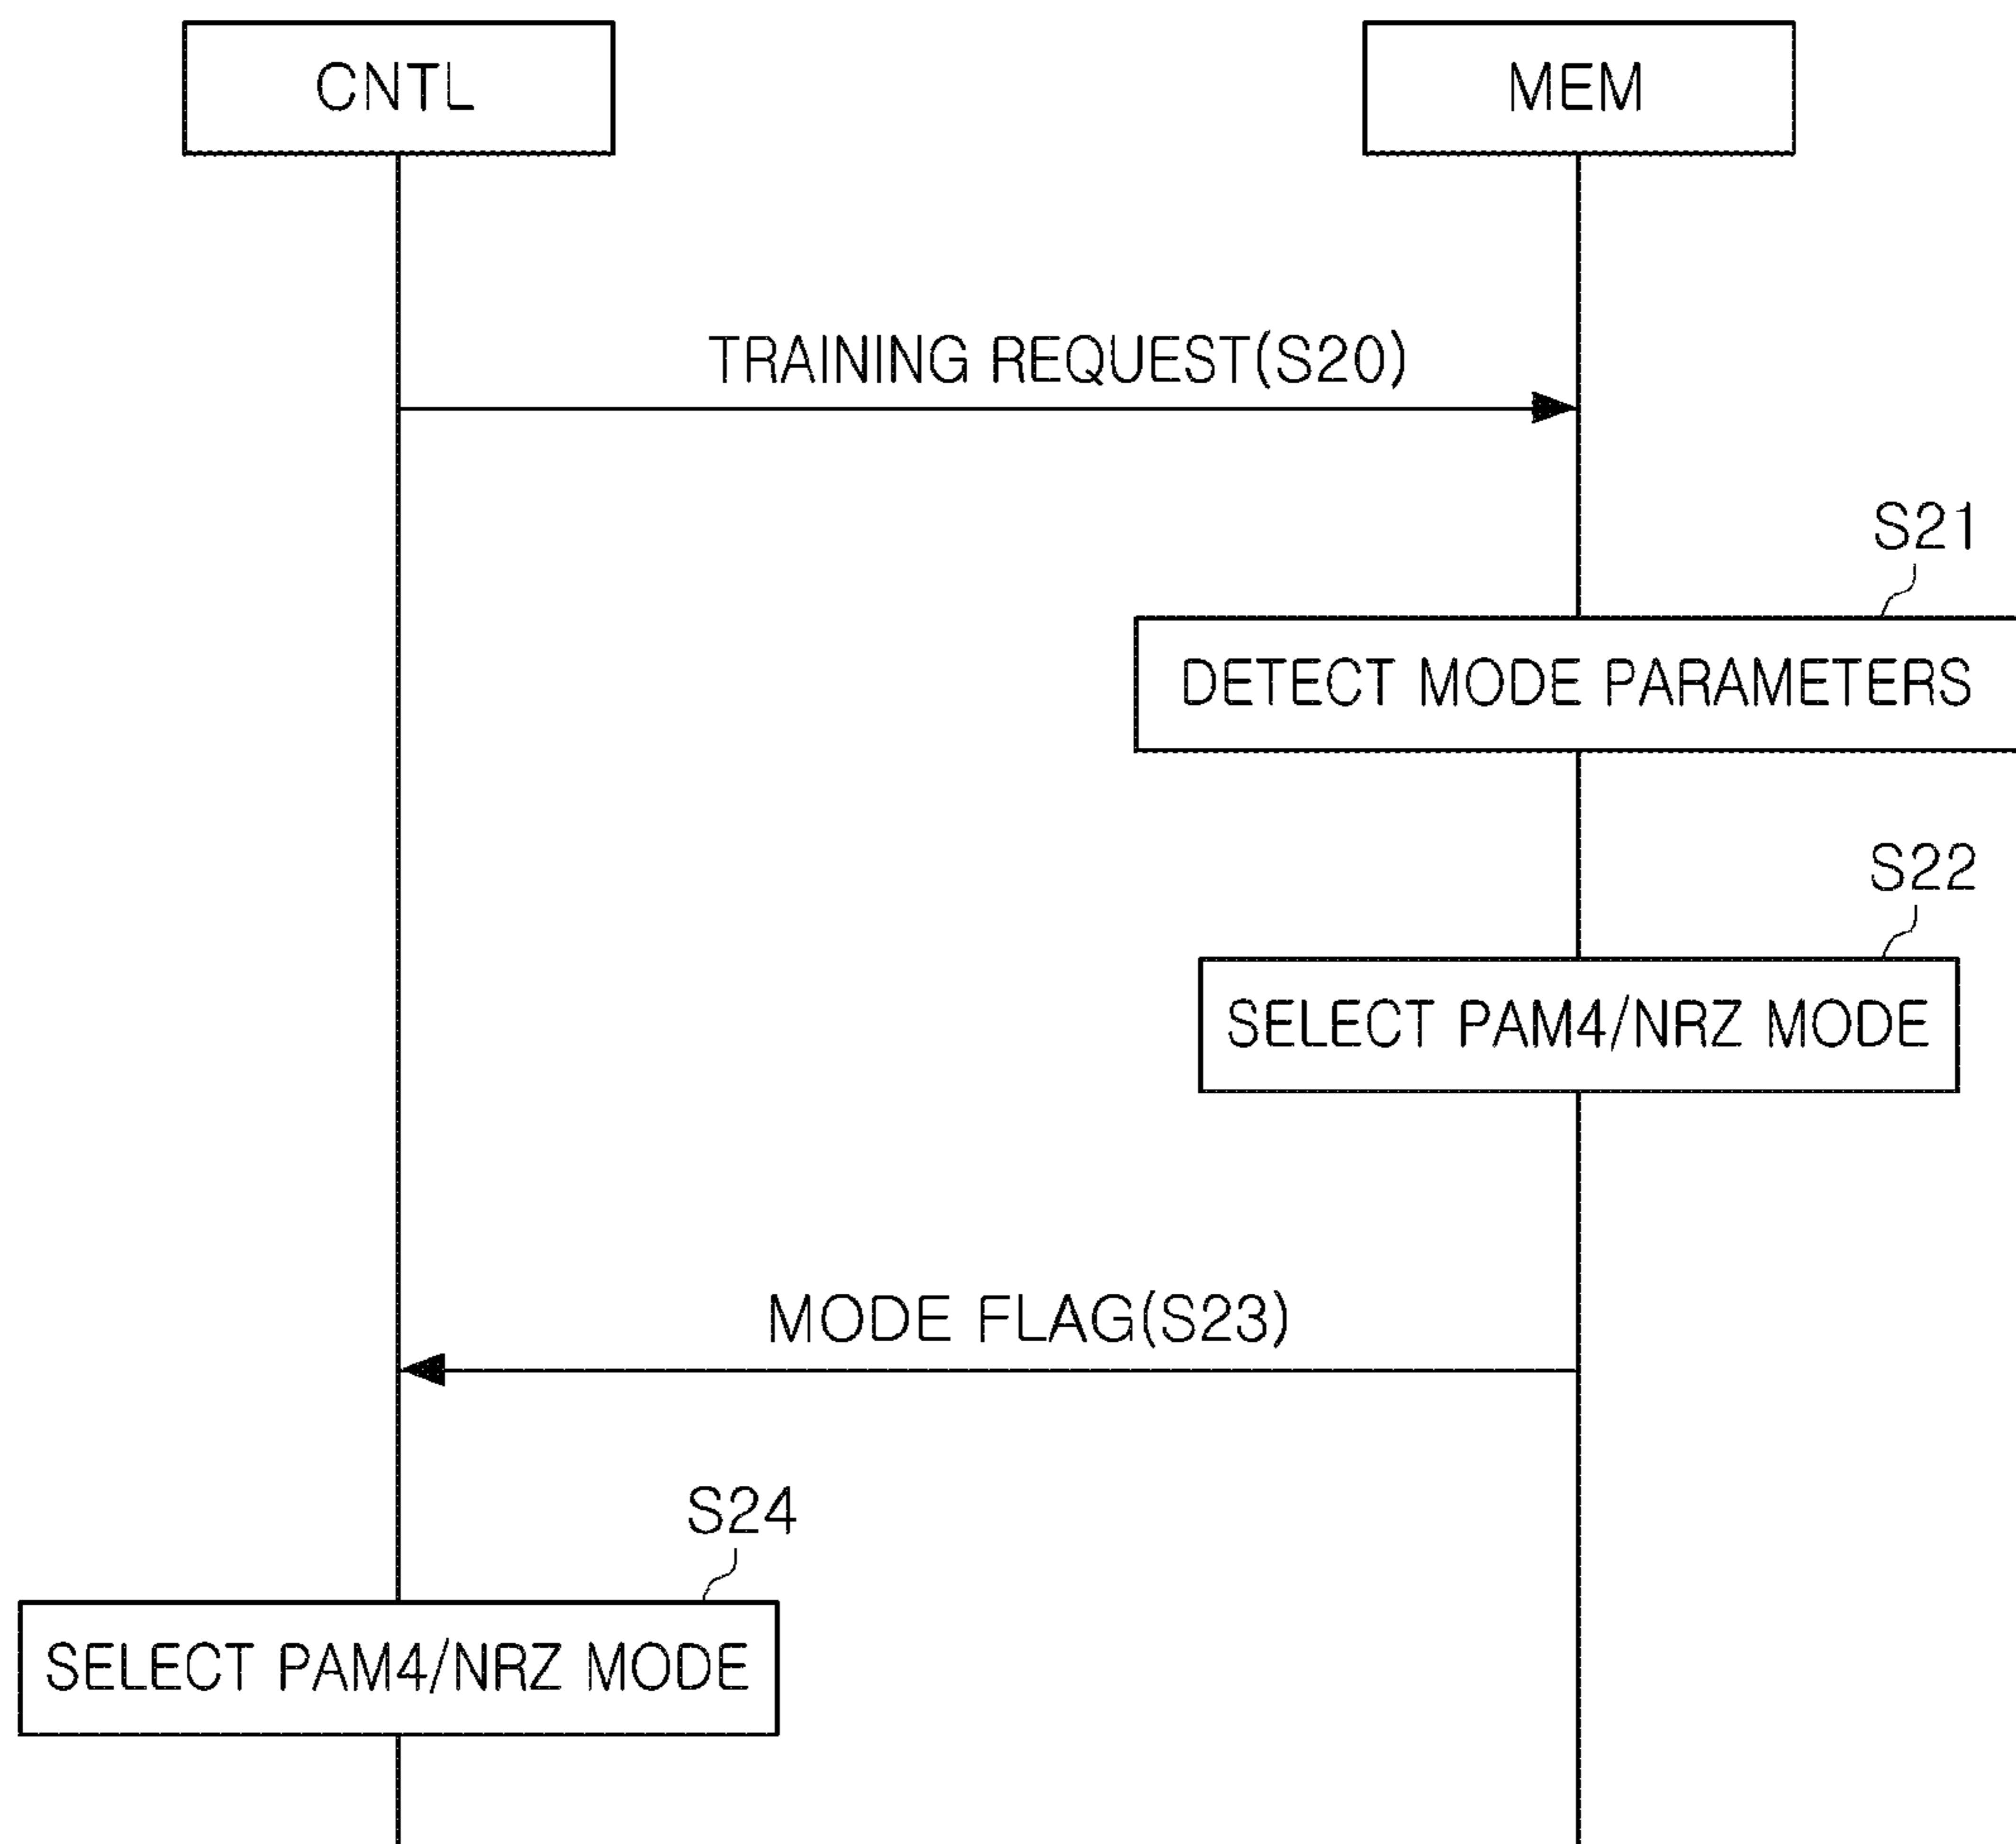 CNTL
MEM
TRAINING REQUEST(S20)
S21
DETECT MODE PARAMETERS
S22
SELECT PAM4/NRZ MODE
MODE FLAG(S23)
S24
SELECT PAM4/NRZ MODE